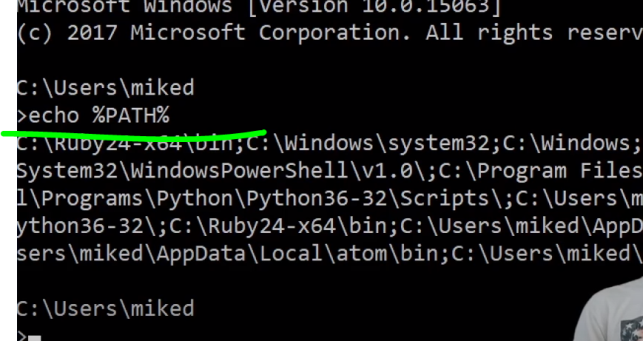 Microsoft Windows [Version 10.0.15063]
(c) 2017 Microsoft Corporation. All rights reserv
C:\Users\miked
>echo %PATH%
C:\Ruby24-x64\bin;C:\Windows\system32;C:\Windows;
System32\WindowsPowerShell\v1.0\;C:\Program Files
l\Programs\Python\Python36-32\Scripts\;C:\Users\m
ython36-32\;C:\Ruby24-x64\bin;C:\Users\miked\AppD
sers\miked\AppData\Local\atom\bin;C:\Users\miked\
C:\Users\miked
>